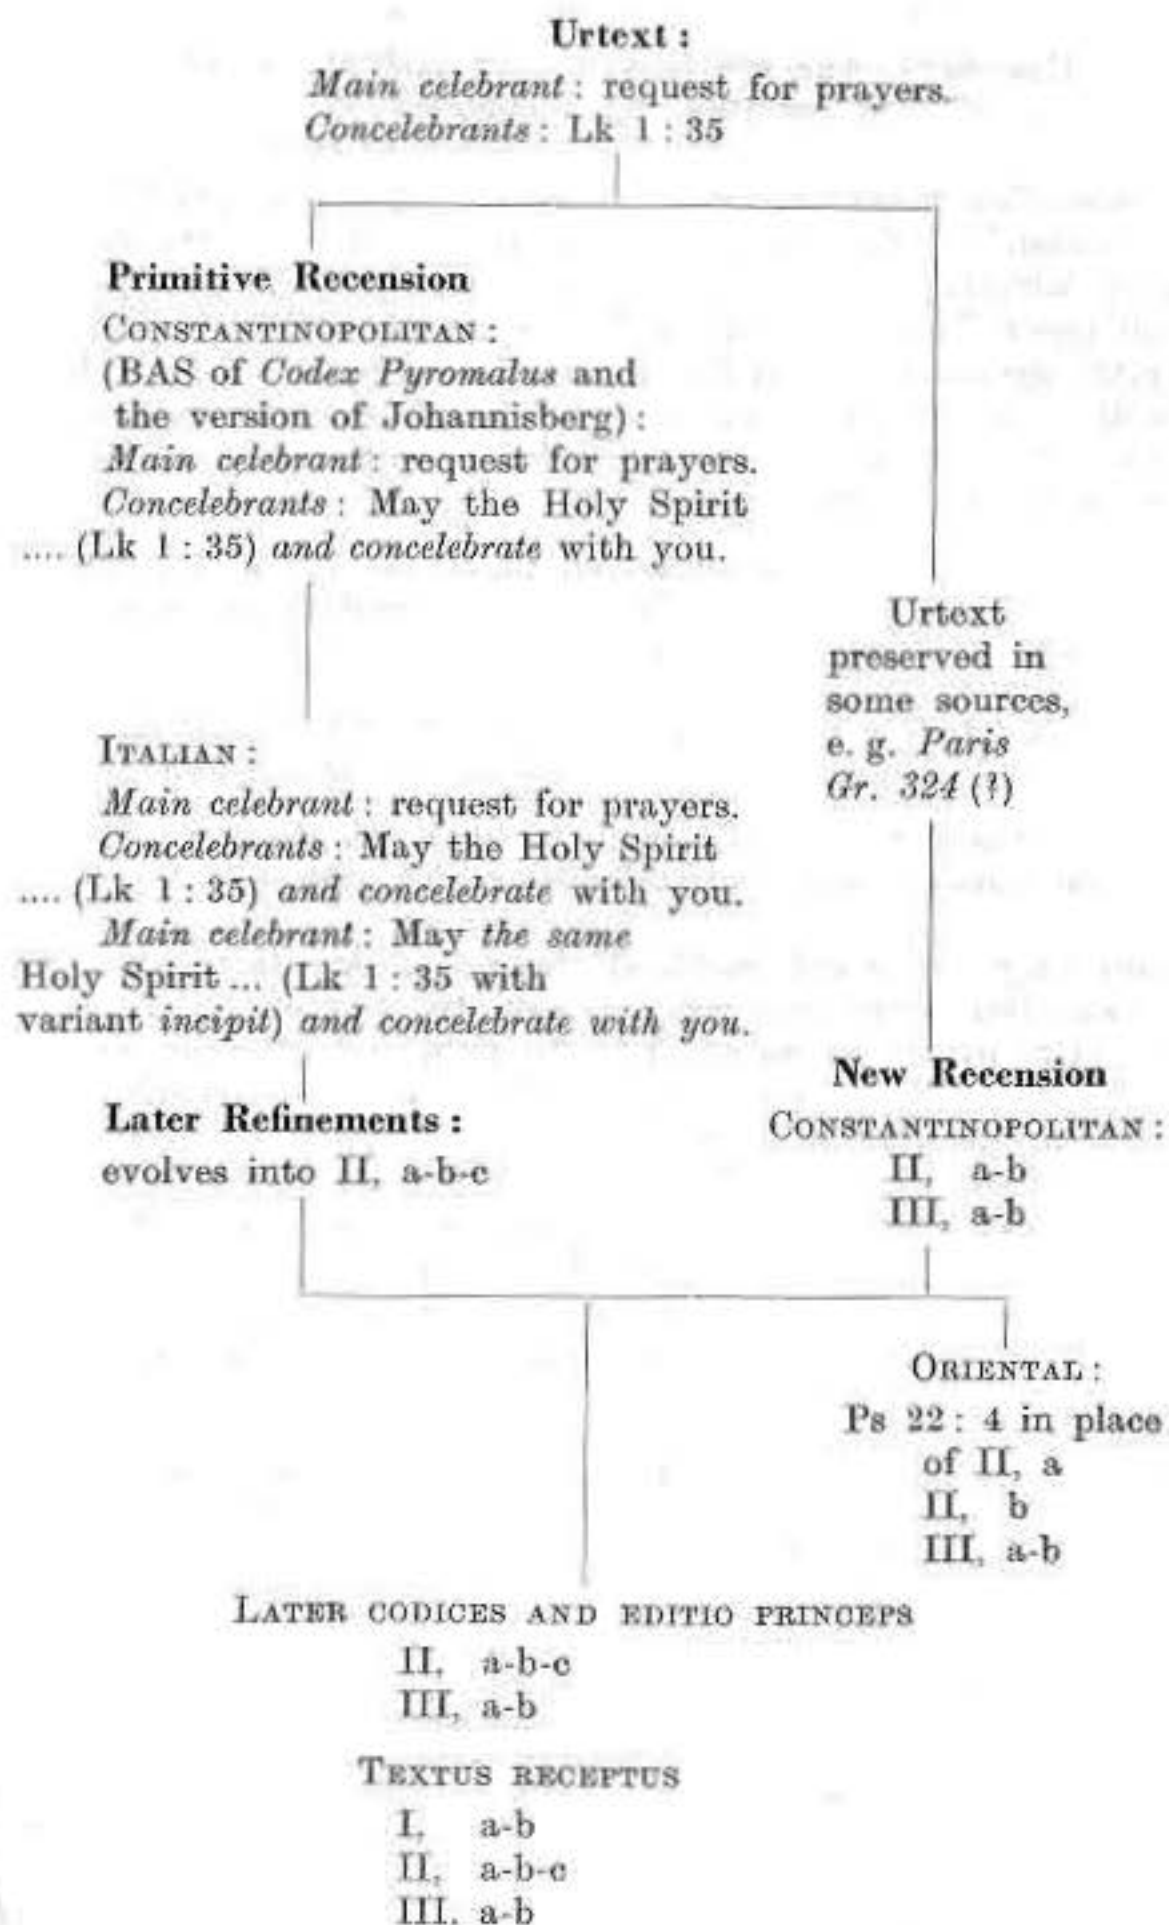 Urtext :
Main celebrant : request for prayers.
Concelebrants : Lk 1 : 35
Primitive Recension
CONSTANTINOPOLITAN :
(BAS of Codex Pyromalus and
the version of Johannisberg) :
Main celebrant : request for prayers.
Concelebrants : May the Holy Spirit
.... (Lk 1 : 35) and concelebrate with you.
Urtext
preserved in
some sources,
e. g. Paris
Gr. 324 (?)
ITALIAN :
Main celebrant : request for prayers.
Concelebrants : May the Holy Spirit
.... (Lk 1 : 35) and concelebrate with you.
Main celebrant : May the same
Holy Spirit ... (Lk 1 : 35 with
variant incipit) and concelebrate with you.
Later Refinements :
evolves into II, a-b-c
New Recension
CONSTANTINOPOLITAN :
II, a-b
III, a-b
ORIENTAL :
Ps 22 : 4 in place
of II, a
II, b
III, a-b
LATER CODICES AND EDITIO PRINCEPS
II, a-b-c
III, a-b
TEXTUS RECEPTUS
I, a-b
II, a-b-c
III, a-b